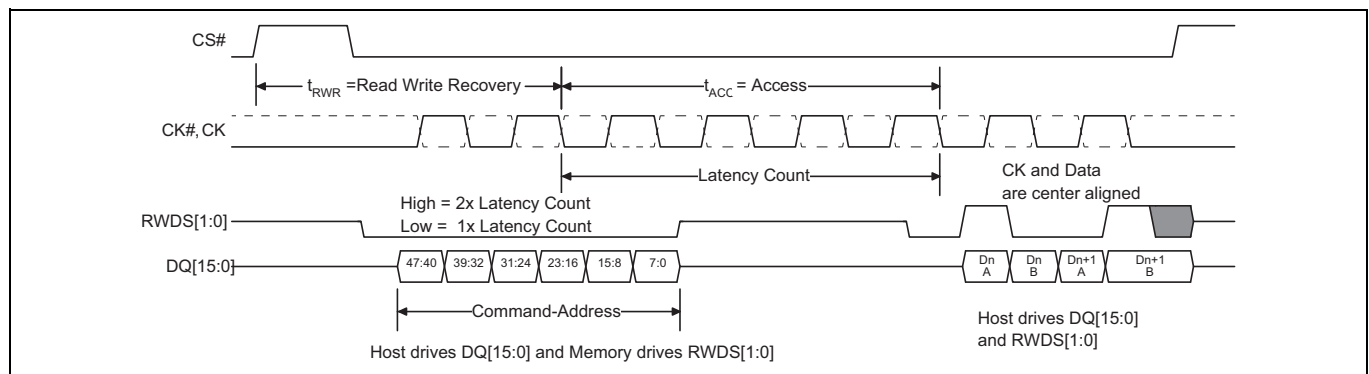 CS#
tRWR =Read Write Recovery
tACC = Access
CK#, CK
Latency Count
CK and Data
are center aligned
High = 2x Latency Count
Low = 1x Latency Count
RWDS[1:0]
DQ[15:0]
47:40 39:32 31:24 23:16 15:8 7:0
Dn
A
Dn
B
Dn+1
A
Dn+1
B
Command-Address
Host drives DQ[15:0]
and RWDS[1:0]
Host drives DQ[15:0] and Memory drives RWDS[1:0]